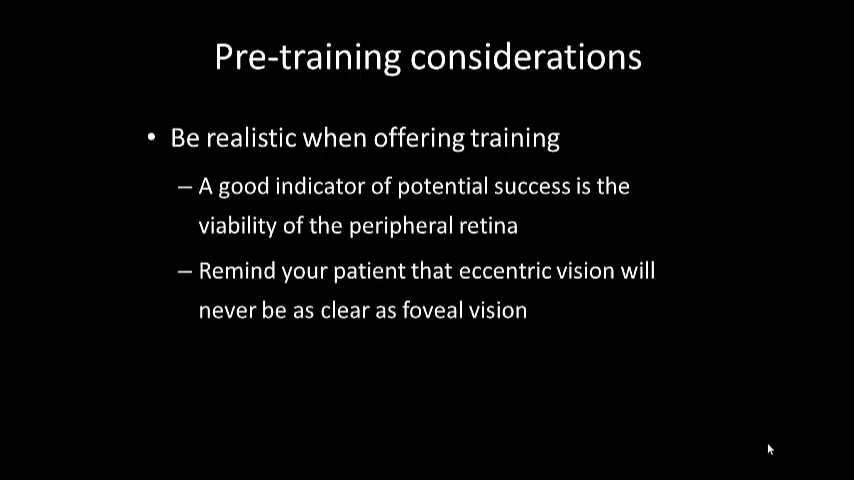 Pre-training considerations
• Be realistic when offering training
– A good indicator of potential success is the
viability of the peripheral retina
– Remind your patient that eccentric vision will
never be as clear as foveal vision